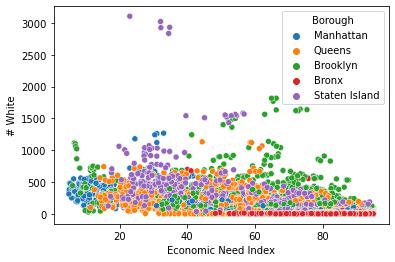 3000
2500
2000
1500
1000
500
0
# White
Borough
Manhattan
Queens
Brooklyn
Bronx
Staten Island
20 40 60 80
Economic Need Index